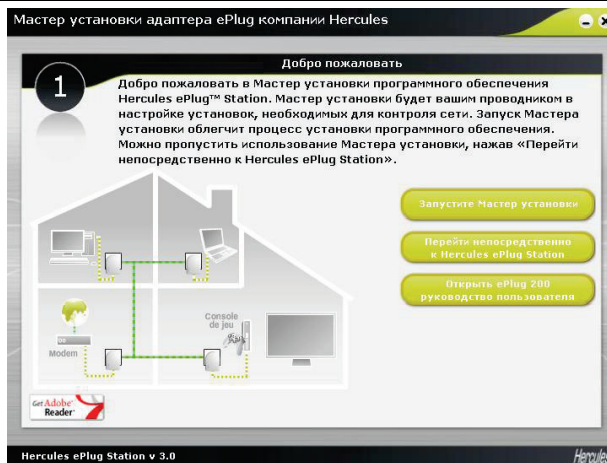 Мастер установки адаптера ePlug компании Hercules
Добро пожаловать
1
Добро пожаловать в Мастер установки программного обеспечения
Hercules ePlug™ Station. Мастер установки будет вашим проводником в
настройке установок, необходимых для контроля сети. Запуск Мастера
установки облегчит процесс установки программного обеспечения.
Можно пропустить использование Мастера установки, нажав «Перейти
непосредственно к Hercules ePlug Station».
Запустите Мастер установки
Перейти непосредственно
к Hercules ePlug Station
Открыть ePlug 200
руководство пользователя
Console
de jeu
Modem
Get Adobe
Reader
Hercules ePlug Station v 3.0
Hercules